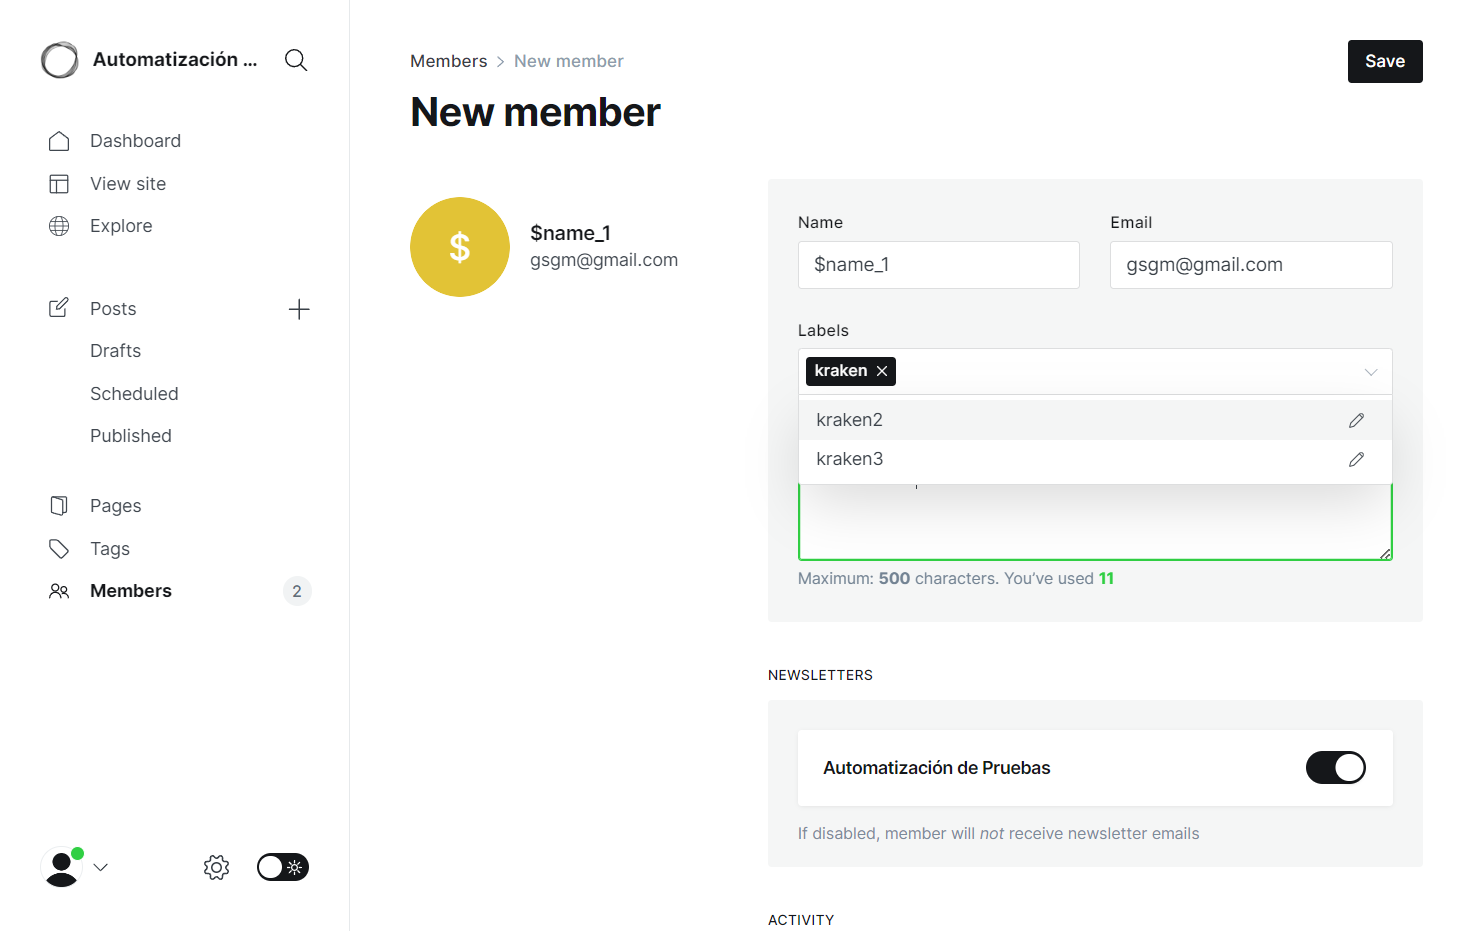 Automatización ...
Dashboard
View site
Explore
Posts
Drafts
Scheduled
Published
Pages
Tags
Members 2
Members > New member
Save
New member
$
$name_1
gsgm@gmail.com
Name Email
$name_1 gsgm@gmail.com
Labels
kraken
kraken2
kraken3
Maximum: 500 characters. You’ve used 11
NEWSLETTERS
Automatización de Pruebas
If disabled, member will not receive newsletter emails
ACTIVITY